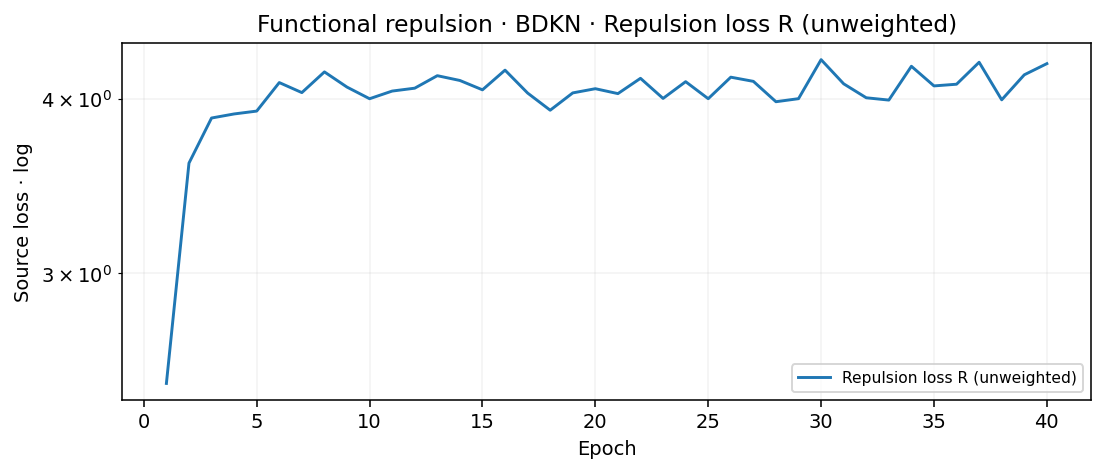 Functional repulsion · BDKN · Repulsion loss R (unweighted)
Source loss · log
4 × 10⁰
3 × 10⁰
Repulsion loss R (unweighted)
0 5 10 15 20 25 30 35 40
Epoch